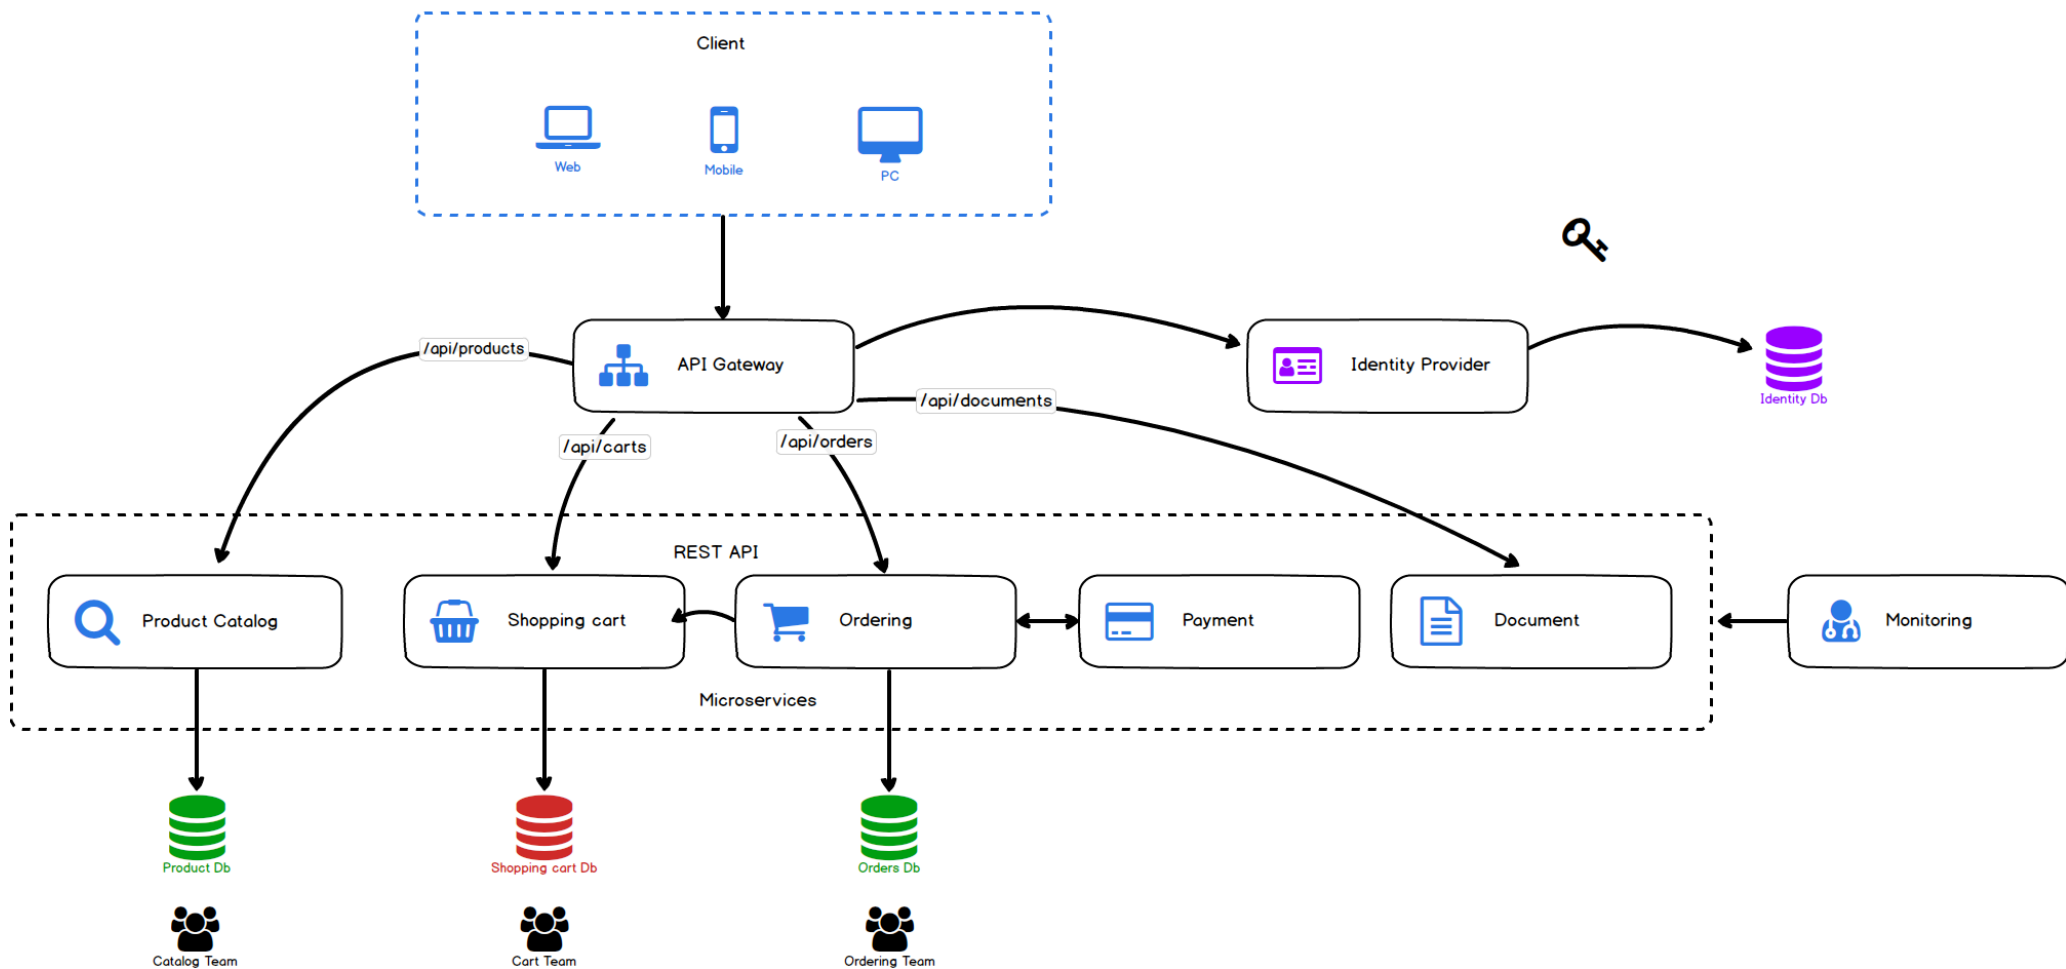 Client
Web
Mobile
PC
/api/products
API Gateway
Identity Provider
Identity Db
/api/documents
/api/carts
/api/orders
REST API
Product Catalog
Shopping cart
Ordering
Payment
Document
Monitoring
Microservices
Product Db
Shopping cart Db
Orders Db
Catalog Team
Cart Team
Ordering Team